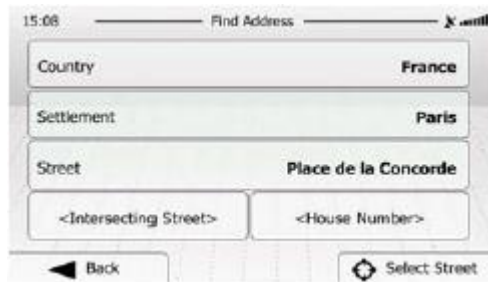 15:08 Find Address
Country France
Settlement Paris
Street Place de la Concorde
<Intersecting Street> <House Number>
Back Select Street